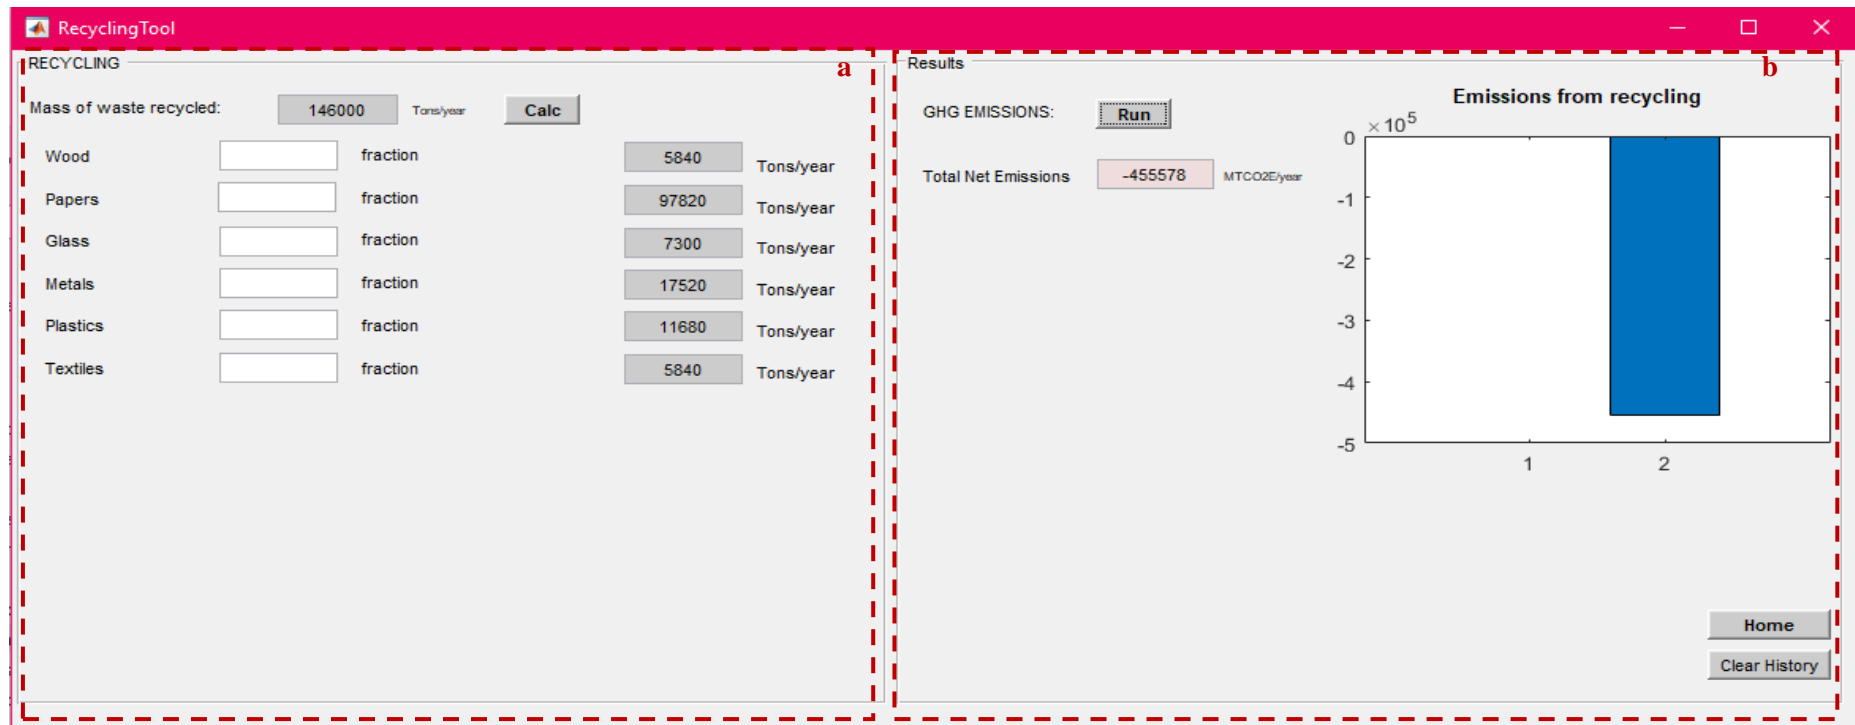 RecyclingTool
RECYCLING
a
Mass of waste recycled: 146000 Tons/year Calc
Wood fraction 5840 Tons/year
Papers fraction 97820 Tons/year
Glass fraction 7300 Tons/year
Metals fraction 17520 Tons/year
Plastics fraction 11680 Tons/year
Textiles fraction 5840 Tons/year
Results
b
GHG EMISSIONS: Run
Total Net Emissions -455578 MTCO2E/year
Emissions from recycling
×10⁵
0
-1
-2
-3
-4
-5
1 2
Home
Clear History